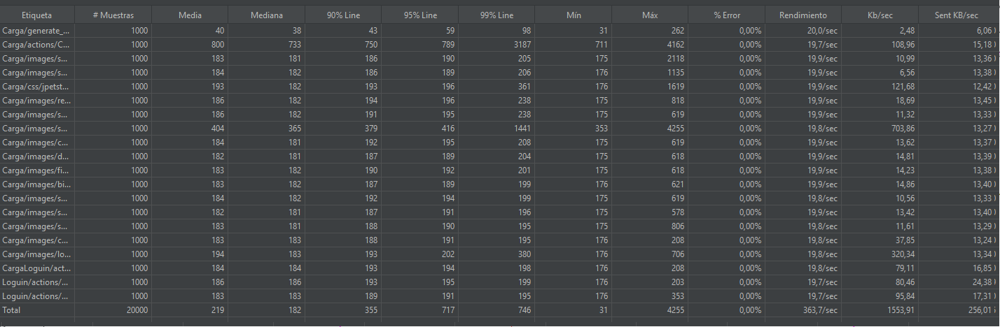 Etiqueta # Muestras Media Mediana 90% Line 95% Line 99% Line Mín Máx % Error Rendimiento Kb/sec Sent KB/sec
Carga/generate_... 1000 40 38 43 59 98 31 262 0,00% 20,0/sec 2,48 6,06
Carga/actions/C... 1000 800 733 750 789 3187 711 4162 0,00% 19,7/sec 108,96 15,18
Carga/images/s... 1000 183 181 186 190 205 175 2118 0,00% 19,9/sec 10,99 13,36
Carga/images/s... 1000 184 182 186 189 206 176 1135 0,00% 19,9/sec 6,56 13,38
Carga/css/jpetst... 1000 193 182 193 196 361 176 1619 0,00% 19,9/sec 121,68 12,42
Carga/images/re... 1000 186 182 194 196 238 175 818 0,00% 19,9/sec 18,69 13,45
Carga/images/s... 1000 186 182 191 195 238 175 619 0,00% 19,9/sec 11,32 13,33
Carga/images/s... 1000 404 365 379 416 1441 353 4255 0,00% 19,8/sec 703,86 13,27
Carga/images/c... 1000 184 181 192 195 208 175 619 0,00% 19,9/sec 13,62 13,37
Carga/images/d... 1000 182 181 187 189 204 175 618 0,00% 19,9/sec 14,81 13,39
Carga/images/fi... 1000 183 182 190 192 201 175 618 0,00% 19,9/sec 14,23 13,38
Carga/images/bi... 1000 183 182 187 189 199 176 621 0,00% 19,9/sec 14,86 13,40
Carga/images/s... 1000 184 182 192 194 199 176 619 0,00% 19,8/sec 10,56 13,33
Carga/images/s... 1000 182 181 187 191 196 175 578 0,00% 19,9/sec 13,42 13,40
Carga/images/s... 1000 183 181 188 190 195 175 806 0,00% 19,8/sec 11,61 13,29
Carga/images/c... 1000 183 183 188 191 195 176 208 0,00% 19,8/sec 37,85 13,24
Carga/images/lo... 1000 194 183 193 202 380 176 706 0,00% 19,8/sec 320,34 13,34
CargaLoguin/act... 1000 184 184 193 194 198 176 208 0,00% 19,8/sec 79,11 16,85
Loguin/actions/... 1000 186 186 193 195 199 176 203 0,00% 19,7/sec 80,46 24,38
Loguin/actions/... 1000 183 183 189 191 195 176 353 0,00% 19,7/sec 95,84 17,31
Total 20000 219 182 355 717 746 31 4255 0,00% 363,7/sec 1553,91 256,01